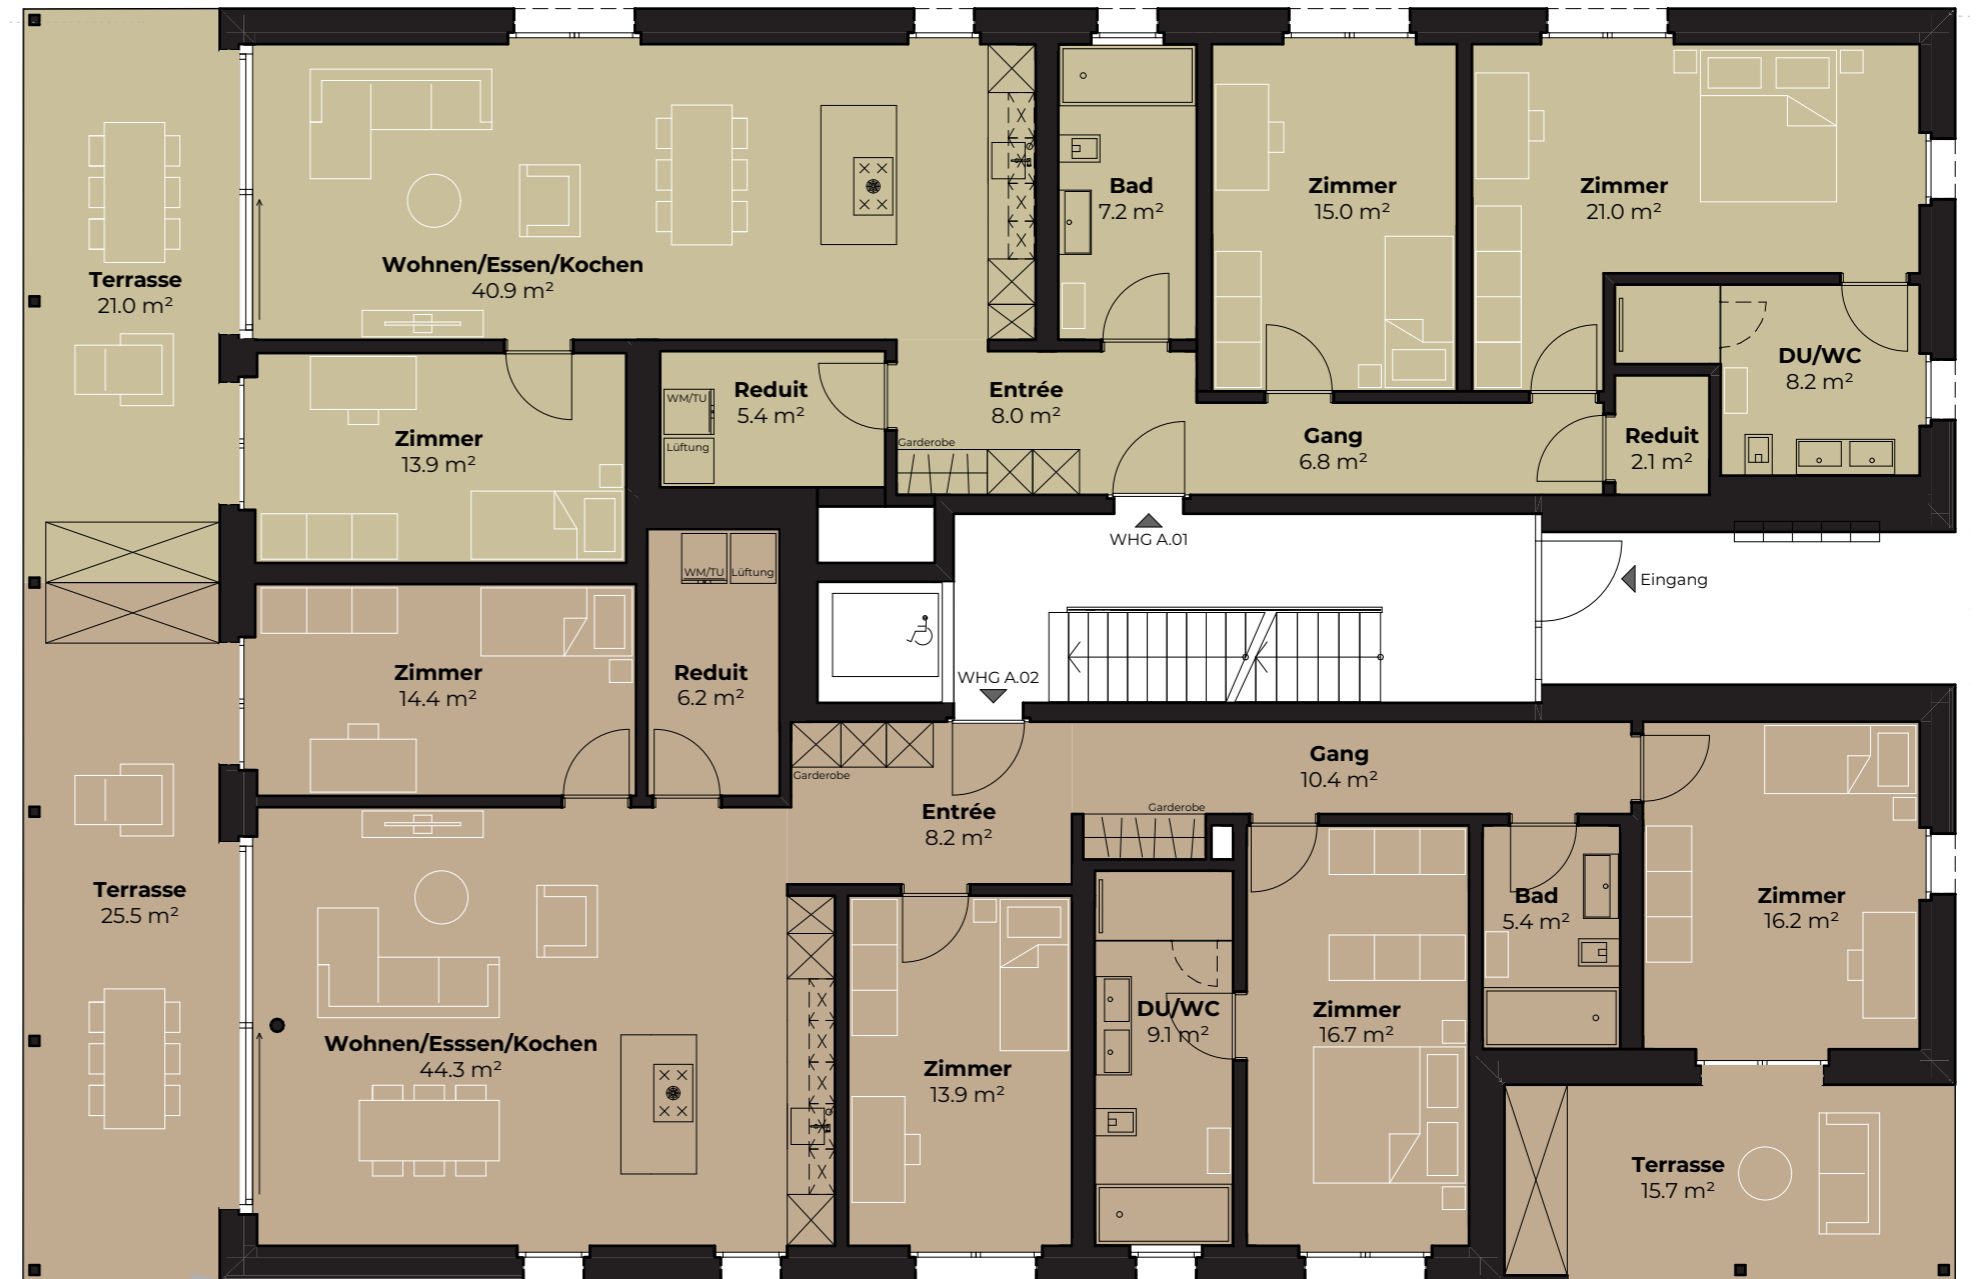 Terrasse
21.0 m²
Wohnen/Essen/Kochen
40.9 m²
Bad
7.2 m²
Zimmer
15.0 m²
Zimmer
21.0 m²
DU/WC
8.2 m²
Zimmer
13.9 m²
WM/TU
Lüftung
Reduit
5.4 m²
Entrée
8.0 m²
Garderobe
Gang
6.8 m²
Reduit
2.1 m²
WHG A.01
Eingang
WM/TU
Lüftung
Zimmer
14.4 m²
Reduit
6.2 m²
WHG A.02
Garderobe
Entrée
8.2 m²
Gang
10.4 m²
Garderobe
Terrasse
25.5 m²
Bad
5.4 m²
Zimmer
16.2 m²
Wohnen/Esssen/Kochen
44.3 m²
Zimmer
13.9 m²
DU/WC
9.1 m²
Zimmer
16.7 m²
Terrasse
15.7 m²